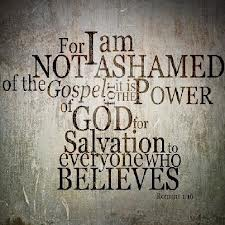 For I am
NOT ASHAMED
of the Gospel: it is THE POWER
of GOD for
Salvation to
everyone WHO
BELIEVES
Romans 1:16